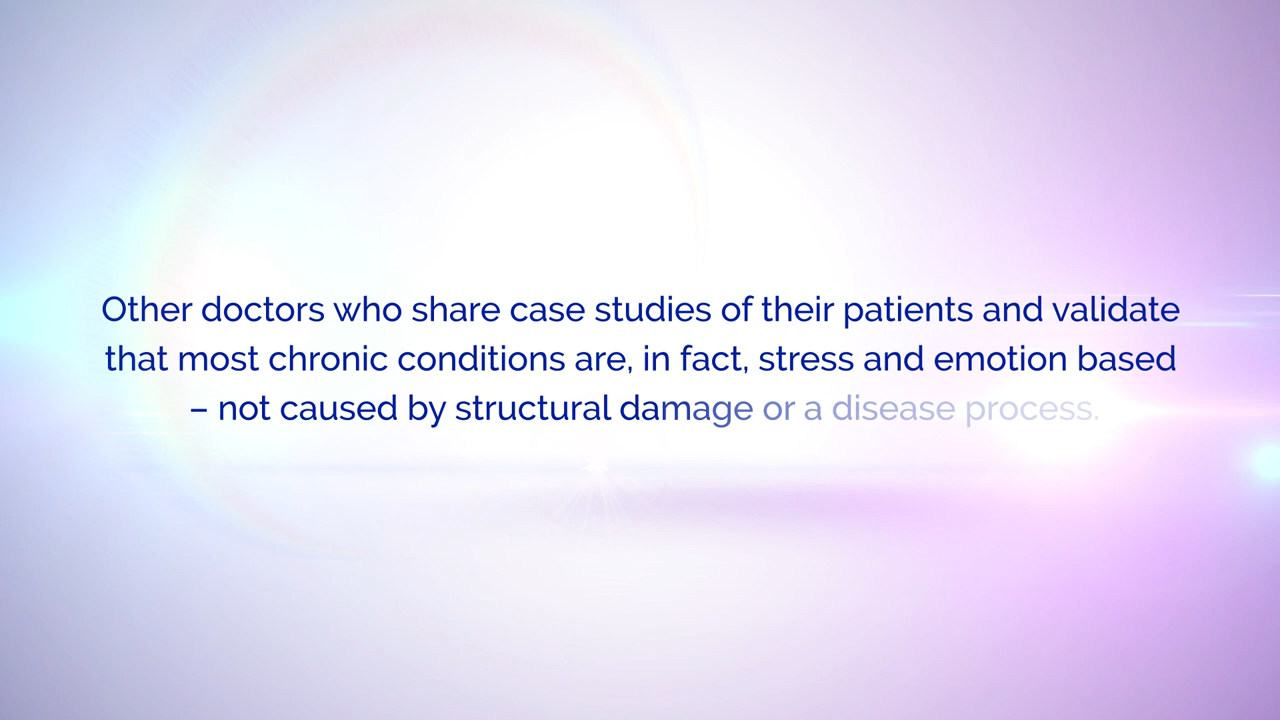 Other doctors who share case studies of their patients and validate
that most chronic conditions are, in fact, stress and emotion based
– not caused by structural damage or a disease process.